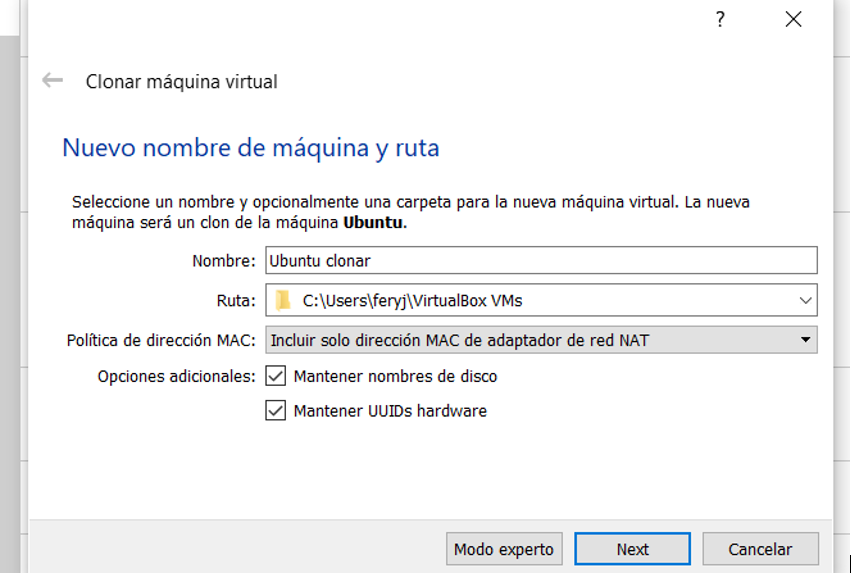 ?
Clonar máquina virtual
Nuevo nombre de máquina y ruta
Seleccione un nombre y opcionalmente una carpeta para la nueva máquina virtual. La nueva
máquina será un clon de la máquina Ubuntu.
Nombre: Ubuntu clonar
Ruta: C:\Users\feryj\VirtualBox VMs
Política de dirección MAC: Incluir solo dirección MAC de adaptador de red NAT
Opciones adicionales: Mantener nombres de disco
Mantener UUIDs hardware
Modo experto Next Cancelar